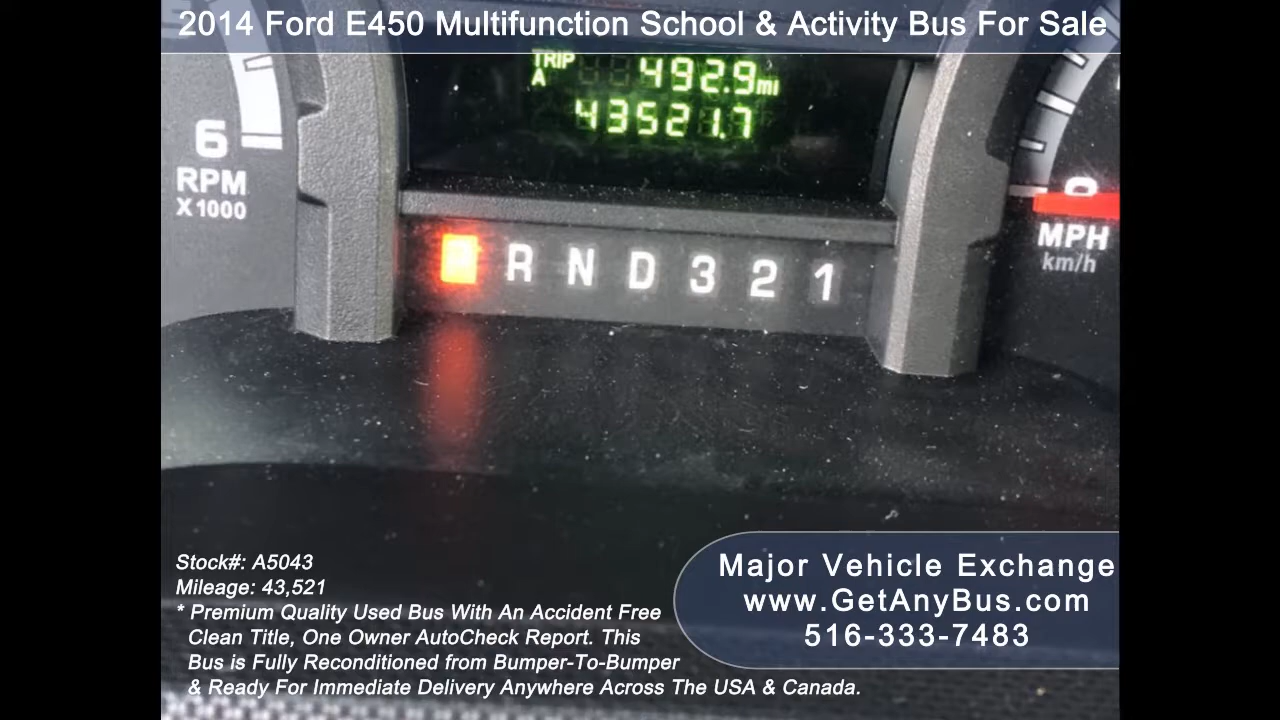 2014 Ford E450 Multifunction School & Activity Bus For Sale
TRIP
A 492.9 mi
43521.7
6
RPM
X1000
R N D 3 2 1
0
MPH
km/h
Stock#: A5043
Mileage: 43,521
* Premium Quality Used Bus With An Accident Free
Clean Title, One Owner AutoCheck Report. This
Bus is Fully Reconditioned from Bumper-To-Bumper
& Ready For Immediate Delivery Anywhere Across The USA & Canada.
Major Vehicle Exchange
www.GetAnyBus.com
516-333-7483